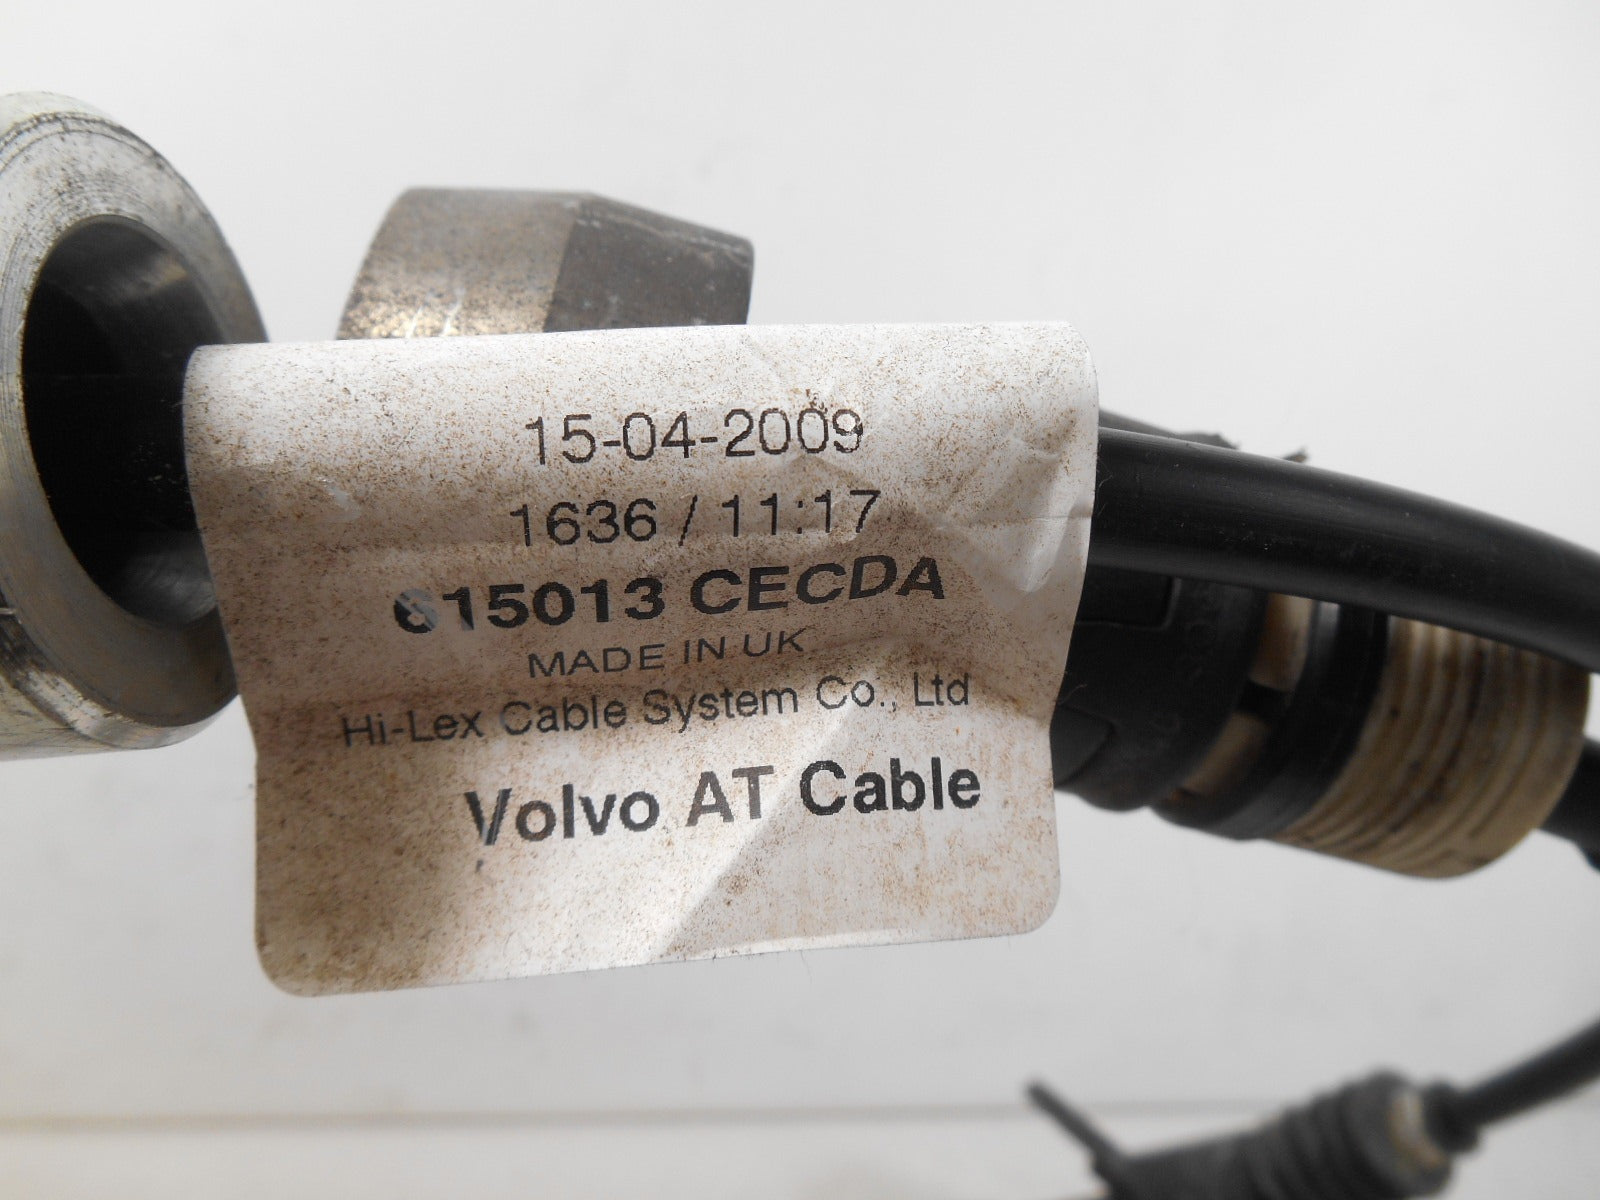 15-04-2009
1636 / 11:17
615013 CECDA
MADE IN UK
Hi-Lex Cable System Co., Ltd
Volvo AT Cable